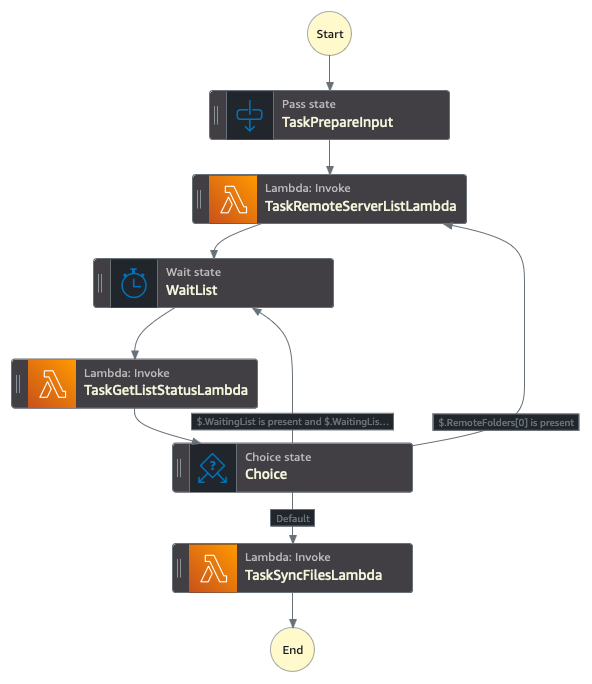 Start
Pass state
TaskPrepareInput
Lambda: Invoke
TaskRemoteServerListLambda
Wait state
WaitList
Lambda: Invoke
TaskGetListStatusLambda
$.WaitingList is present and $.WaitingLis...
$.RemoteFolders[0] is present
Choice state
Choice
Default
Lambda: Invoke
TaskSyncFilesLambda
End